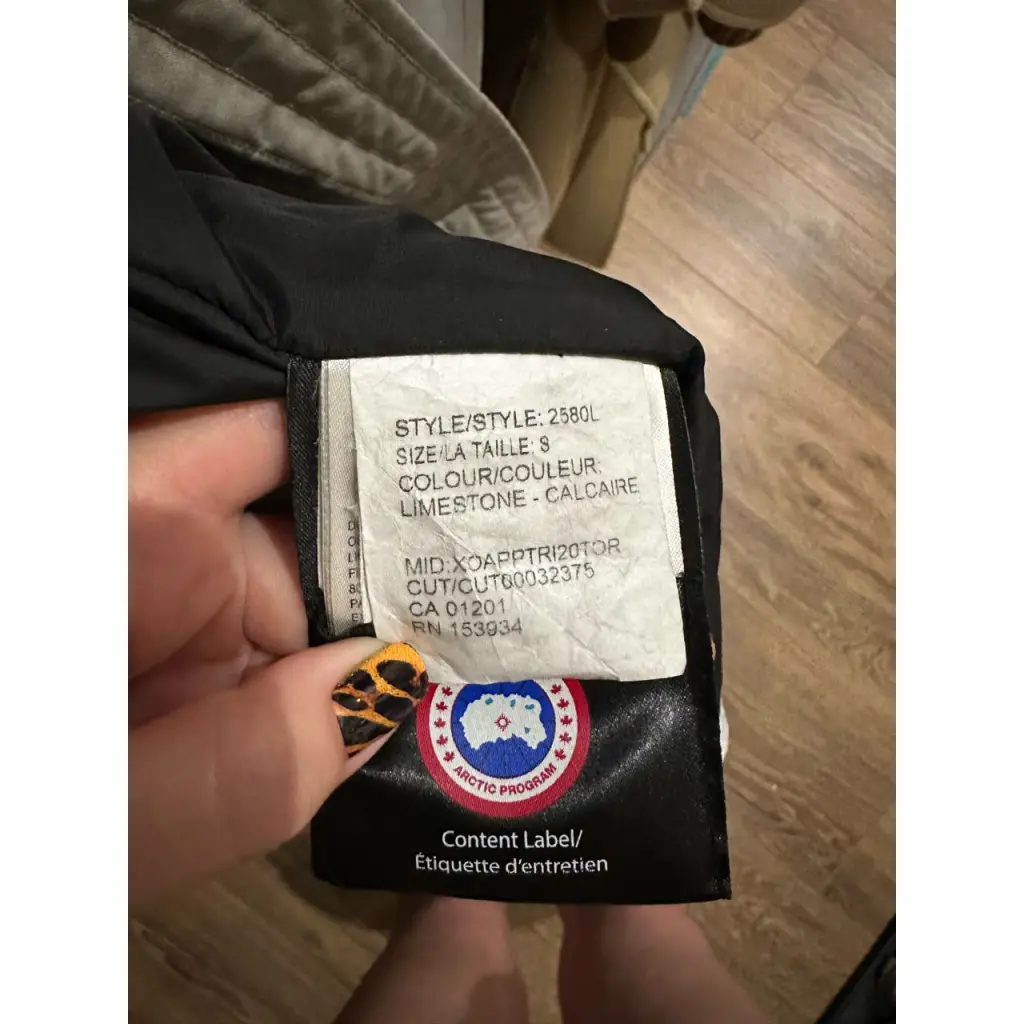 STYLE/STYLE: 2580L
SIZE/LA TAILLE: S
COLOUR/COULEUR:
LIMESTONE - CALCAIRE
MID:XOAPPTRI20TOR
CUT/CUT00032375
CA 01201
RN 153934
ARCTIC PROGRAM
Content Label/
Étiquette d'entretien